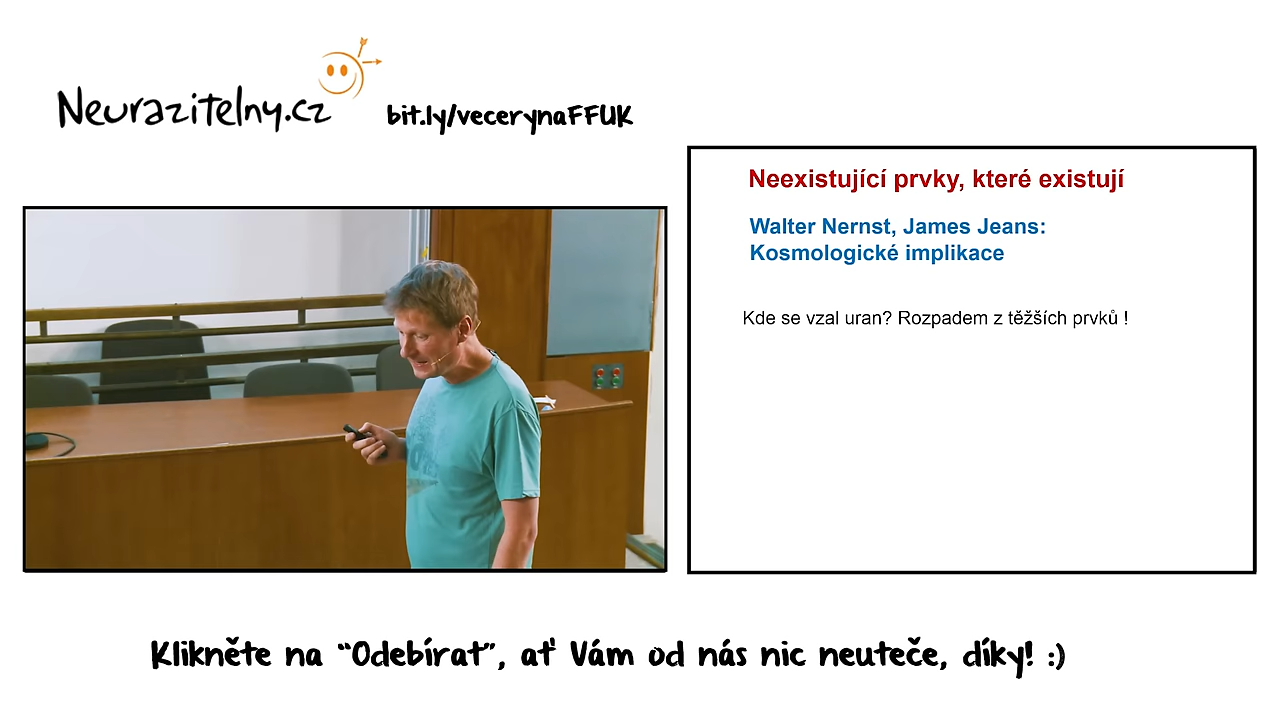 Neurazitelny.cz
bit.ly/vecerynaFFUK
Neexistující prvky, které existují
Walter Nernst, James Jeans:
Kosmologické implikace
Kde se vzal uran? Rozpadem z těžších prvků !
Klikněte na “Odebírat”, ať Vám od nás nic neuteče, díky! :)